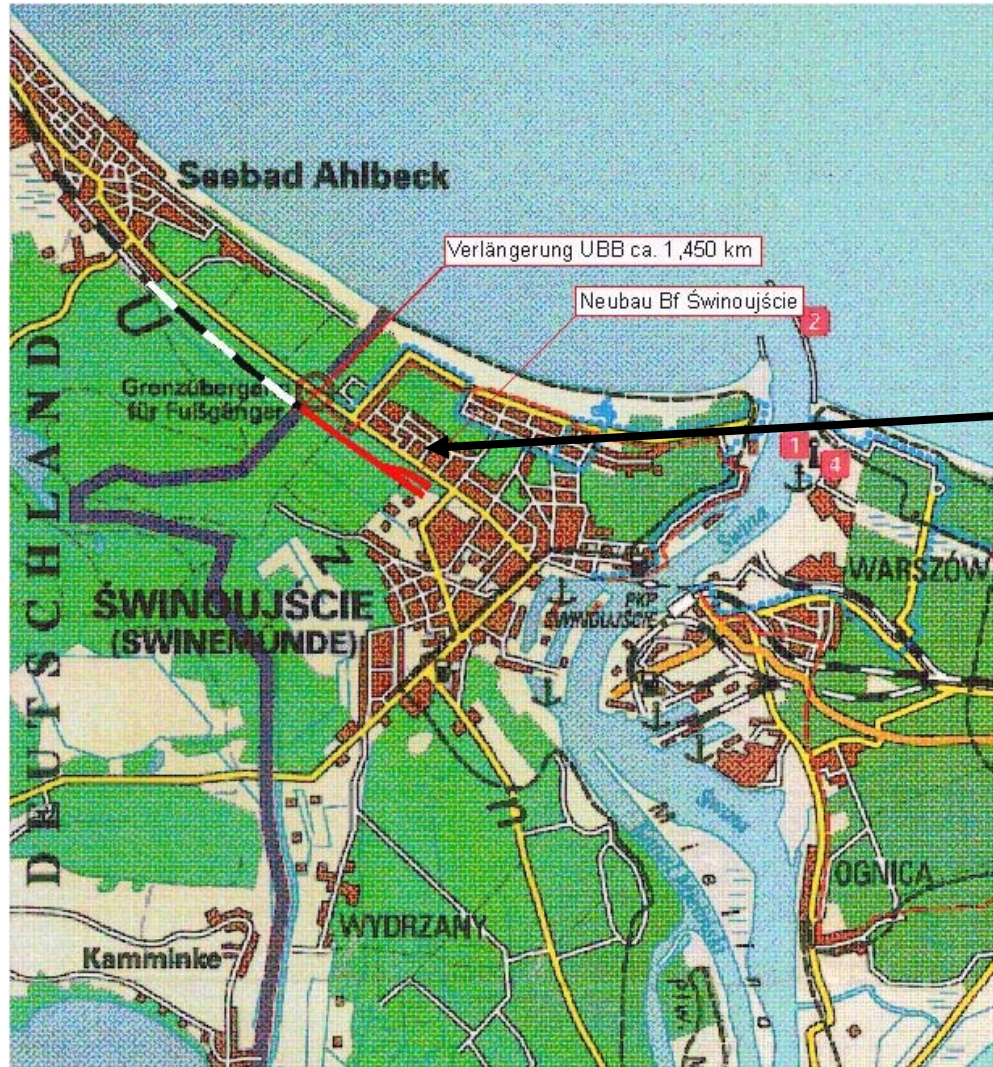 Seebad Ahlbeck
Verlängerung UBB ca. 1,450 km
Neubau Bf Świnoujście
2
Grenzübergang
für Fußgänger
DEUTSCHLAND
U
Z
1
4
Świna
WARSZÓW
ŚWINOUJŚCIE
(SWINEMÜNDE)
PKP
ŚWINOUJŚCIE
Świna
OGNICA
WYDRZANY
Kamminke